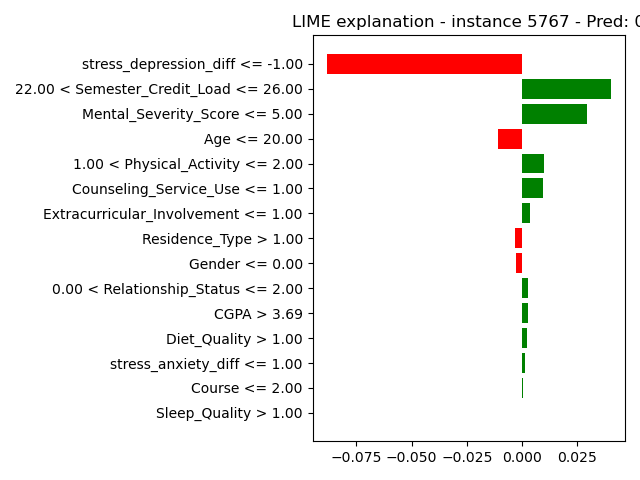 LIME explanation - instance 5767 - Pred: 0
stress_depression_diff <= -1.00
22.00 < Semester_Credit_Load <= 26.00
Mental_Severity_Score <= 5.00
Age <= 20.00
1.00 < Physical_Activity <= 2.00
Counseling_Service_Use <= 1.00
Extracurricular_Involvement <= 1.00
Residence_Type > 1.00
Gender <= 0.00
0.00 < Relationship_Status <= 2.00
CGPA > 3.69
Diet_Quality > 1.00
stress_anxiety_diff <= 1.00
Course <= 2.00
Sleep_Quality > 1.00
−0.075 −0.050 −0.025 0.000 0.025